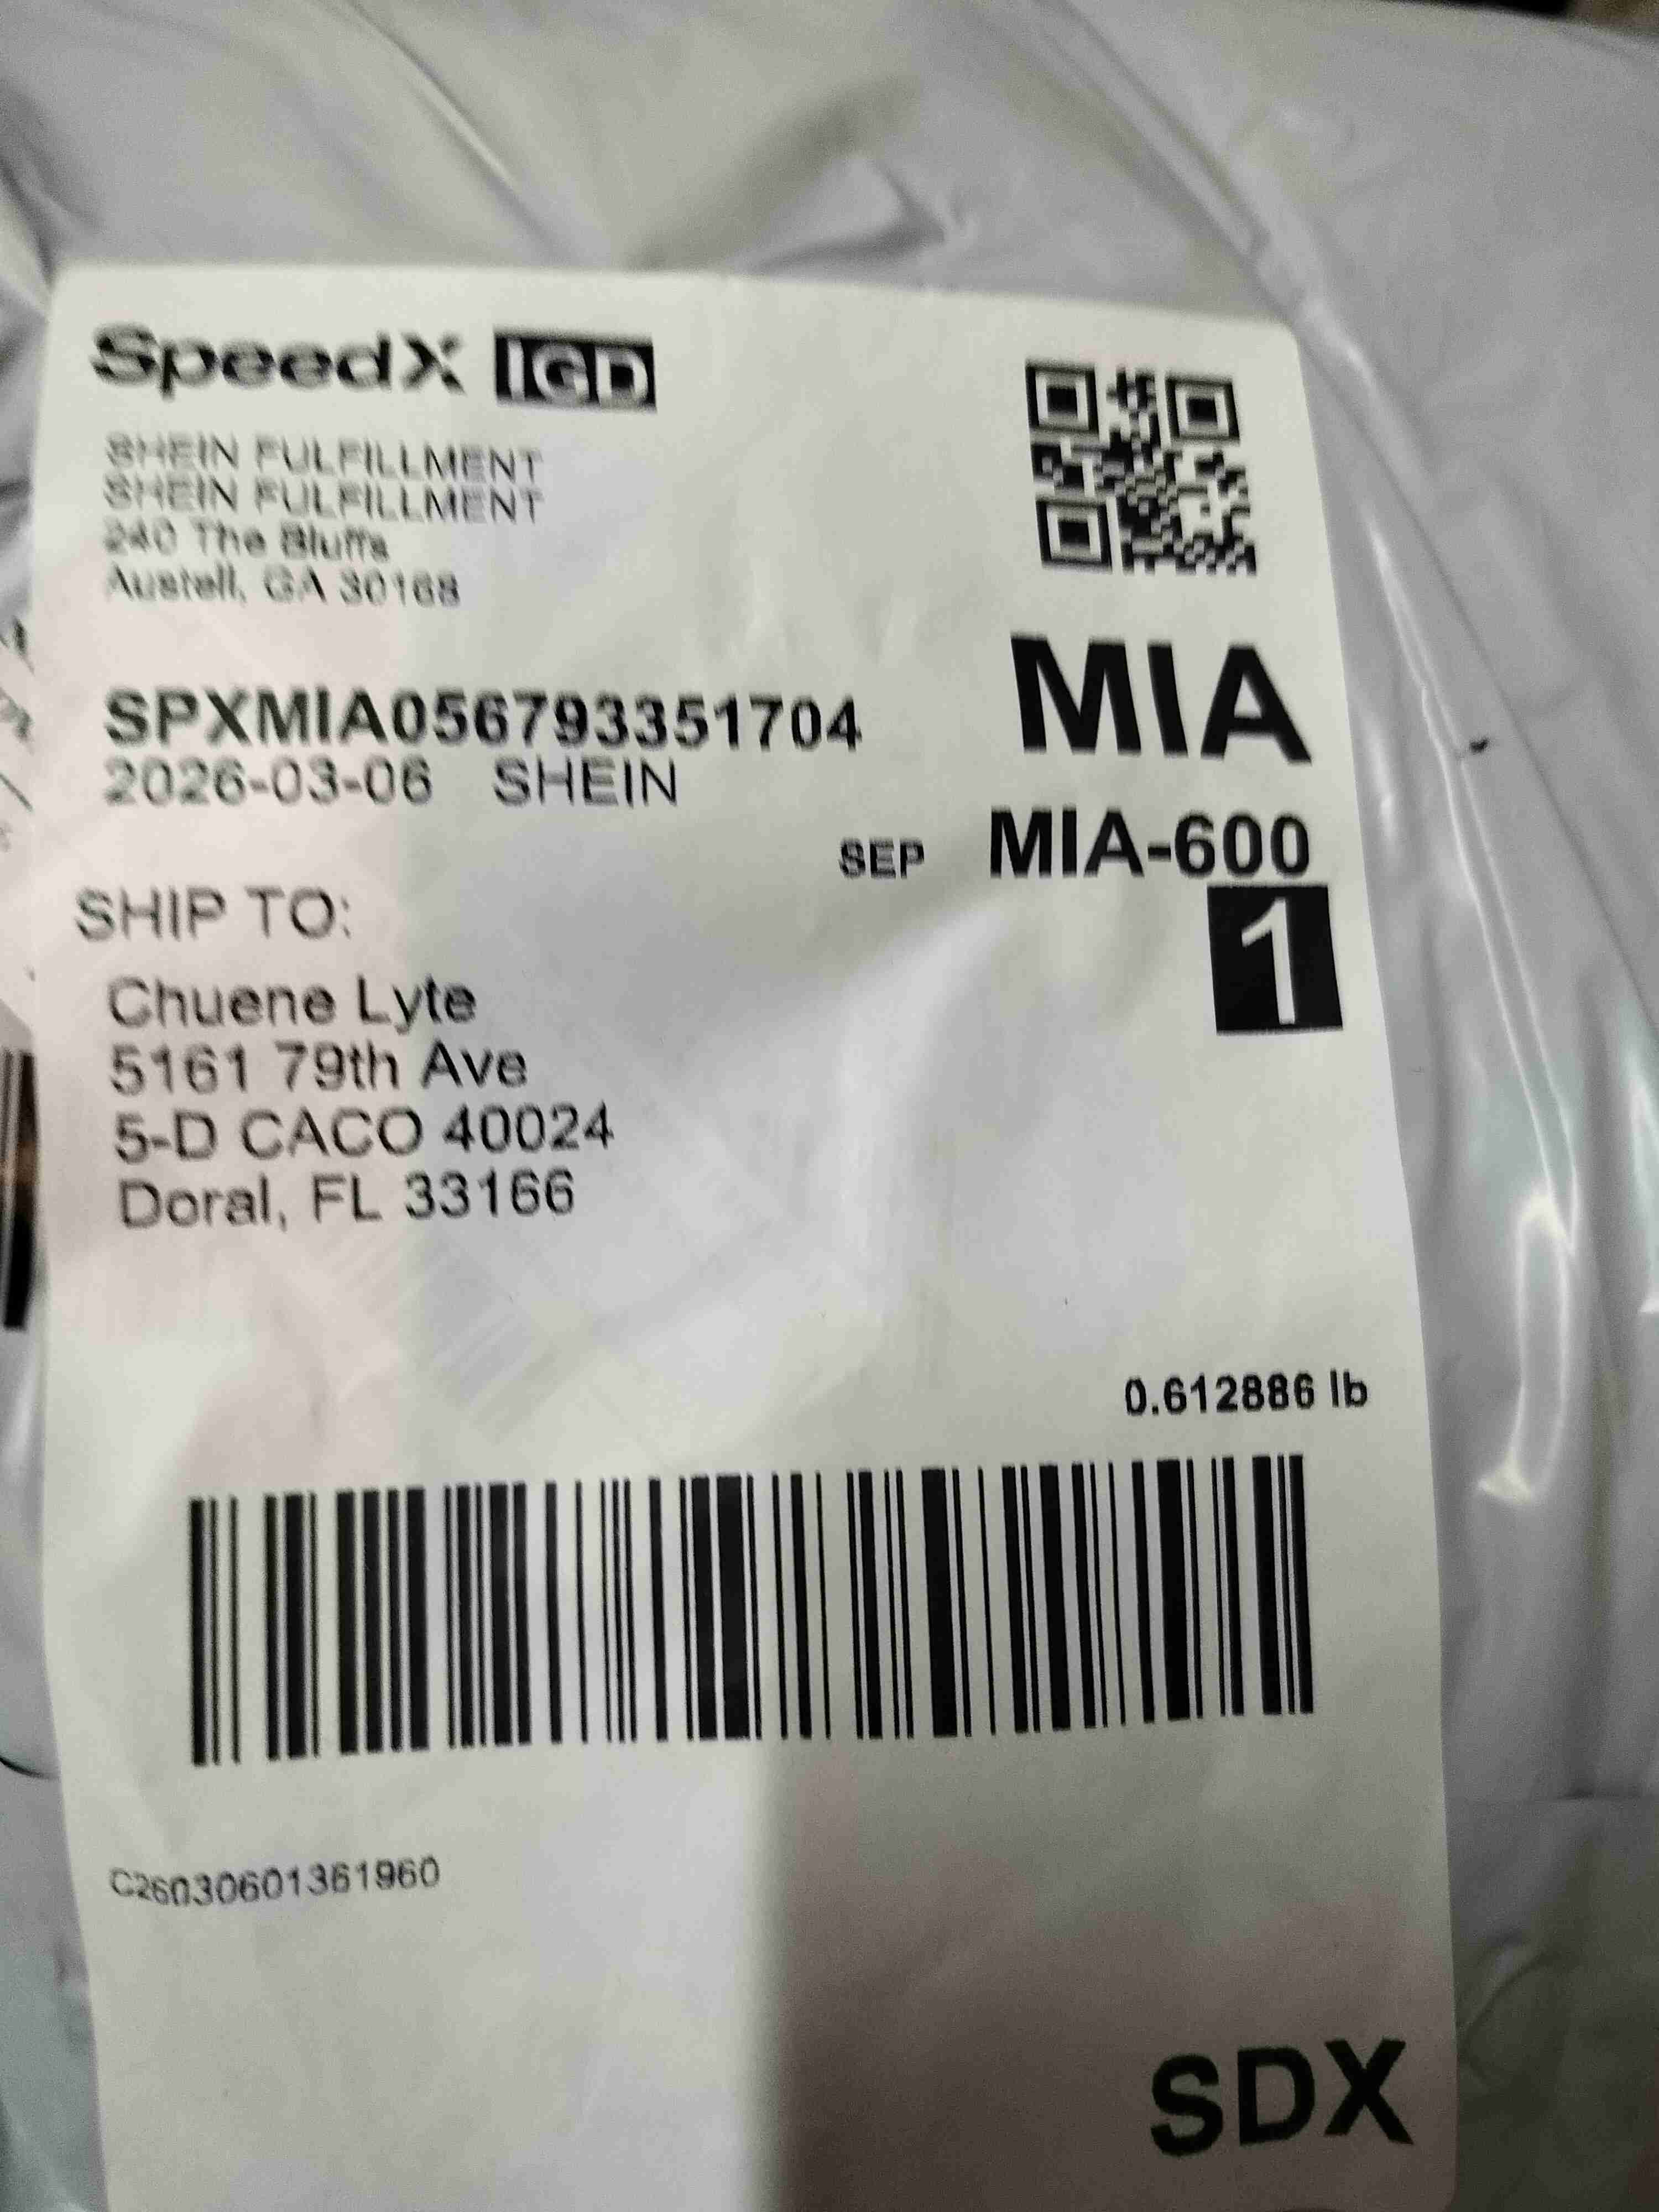 SpeedX IGD
SHEIN FULFILLMENT
SHEIN FULFILLMENT
240 The Bluffs
Austell, GA 30168
SPXMIA056793351704
2026-03-06 SHEIN
MIA
SEP MIA-600
1
SHIP TO:
Chuene Lyte
5161 79th Ave
5-D CACO 40024
Doral, FL 33166
0.612886 lb
C26030601361960
SDX